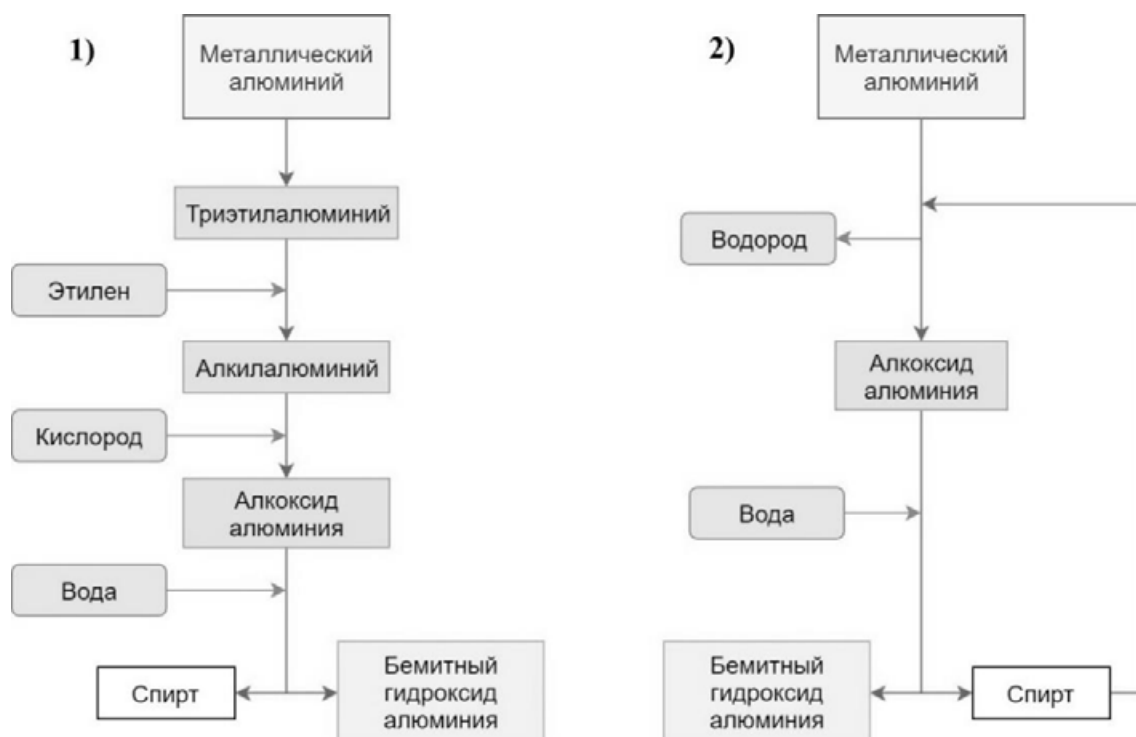 1)
Металлический
алюминий
Триэтилалюминий
Этилен
Алкилалюминий
Кислород
Алкоксид
алюминия
Вода
Спирт
Бемитный
гидроксид
алюминия
2)
Металлический
алюминий
Водород
Алкоксид
алюминия
Вода
Бемитный
гидроксид
алюминия
Спирт